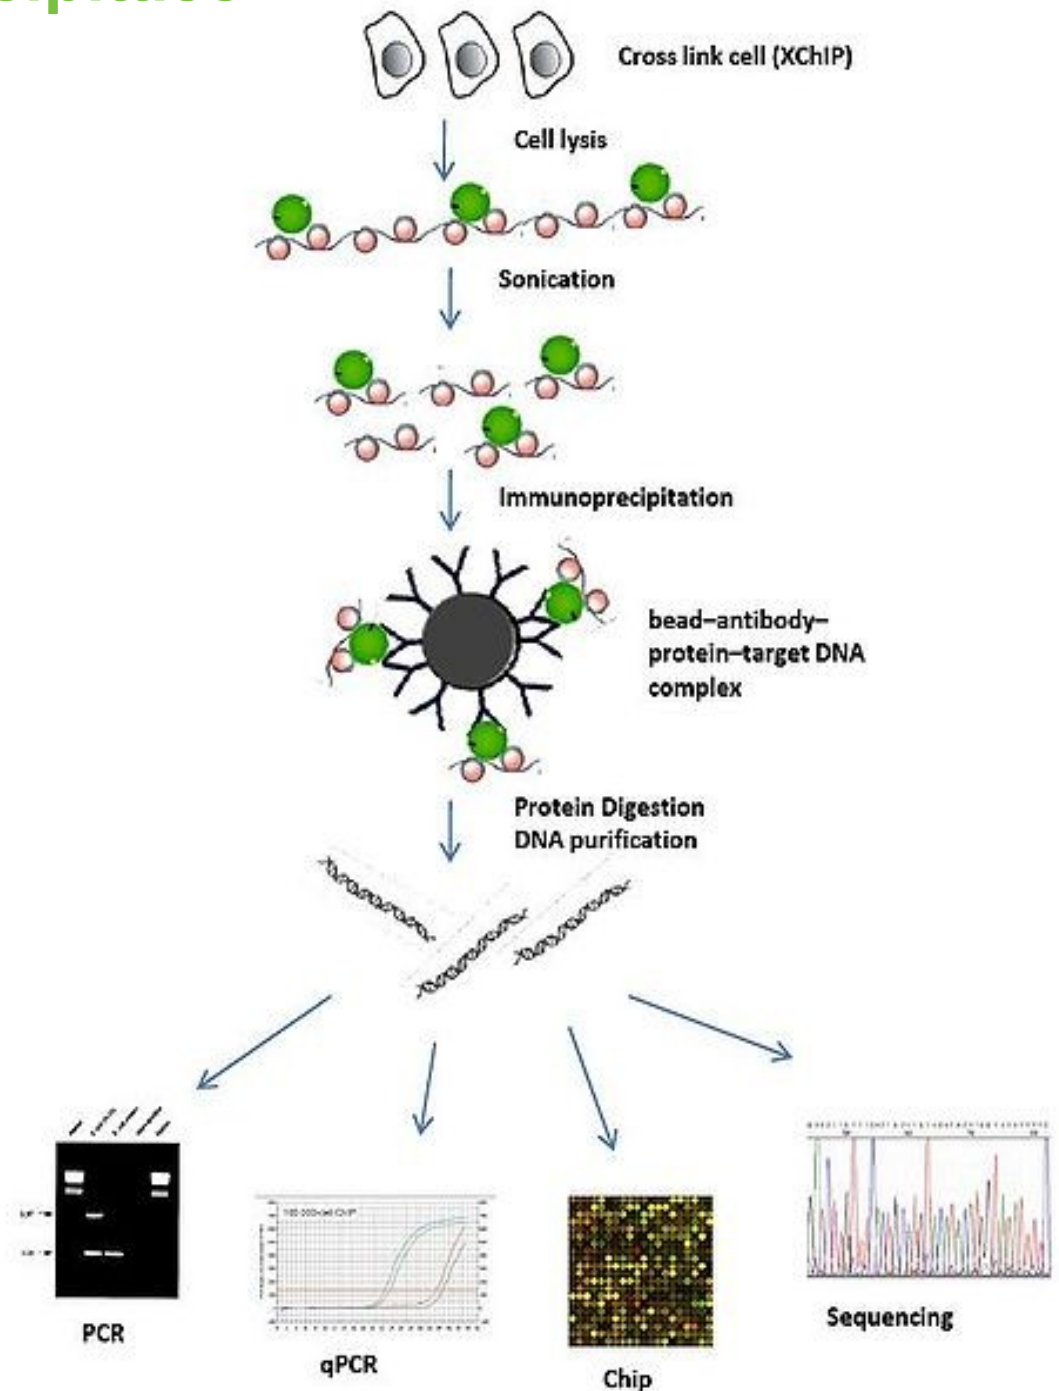 Cross link cell (XChIP)
Cell lysis
Sonication
Immunoprecipitation
bead–antibody–
protein–target DNA
complex
Protein Digestion
DNA purification
PCR
qPCR
Chip
Sequencing